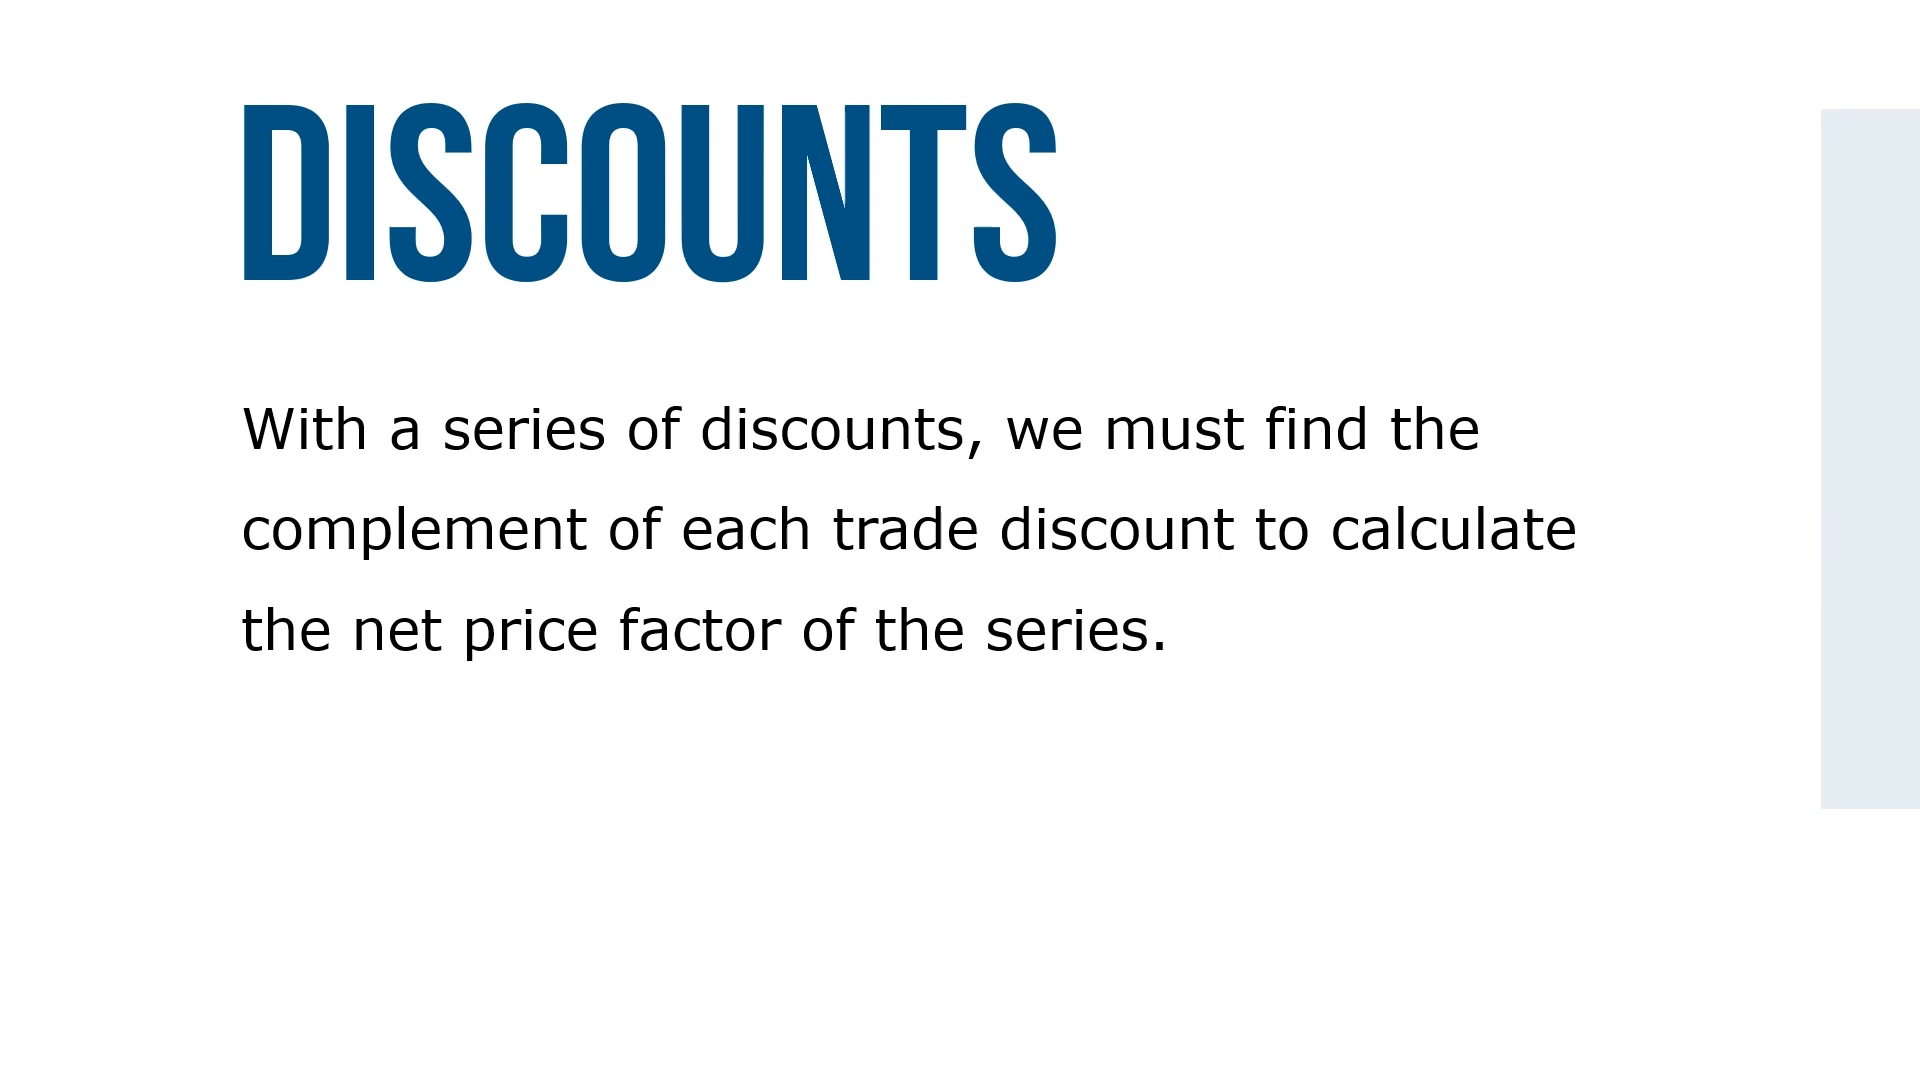 DISCOUNTS
With a series of discounts, we must find the
complement of each trade discount to calculate
the net price factor of the series.